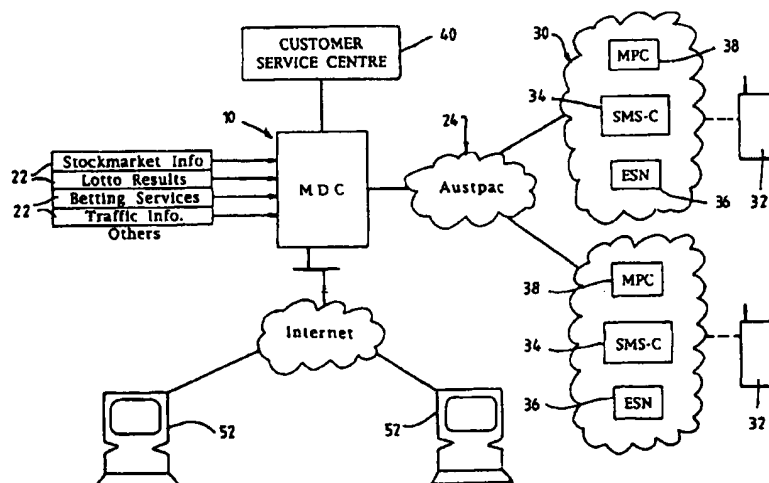 CUSTOMER
SERVICE CENTRE
40
30
MPC
38
34
SMS-C
10
24
22
Stockmarket Info
Lotto Results
22
Betting Services
Traffic Info.
Others
MDC
Austpac
ESN
36
32
38
MPC
34
SMS-C
36
ESN
32
Internet
52
52